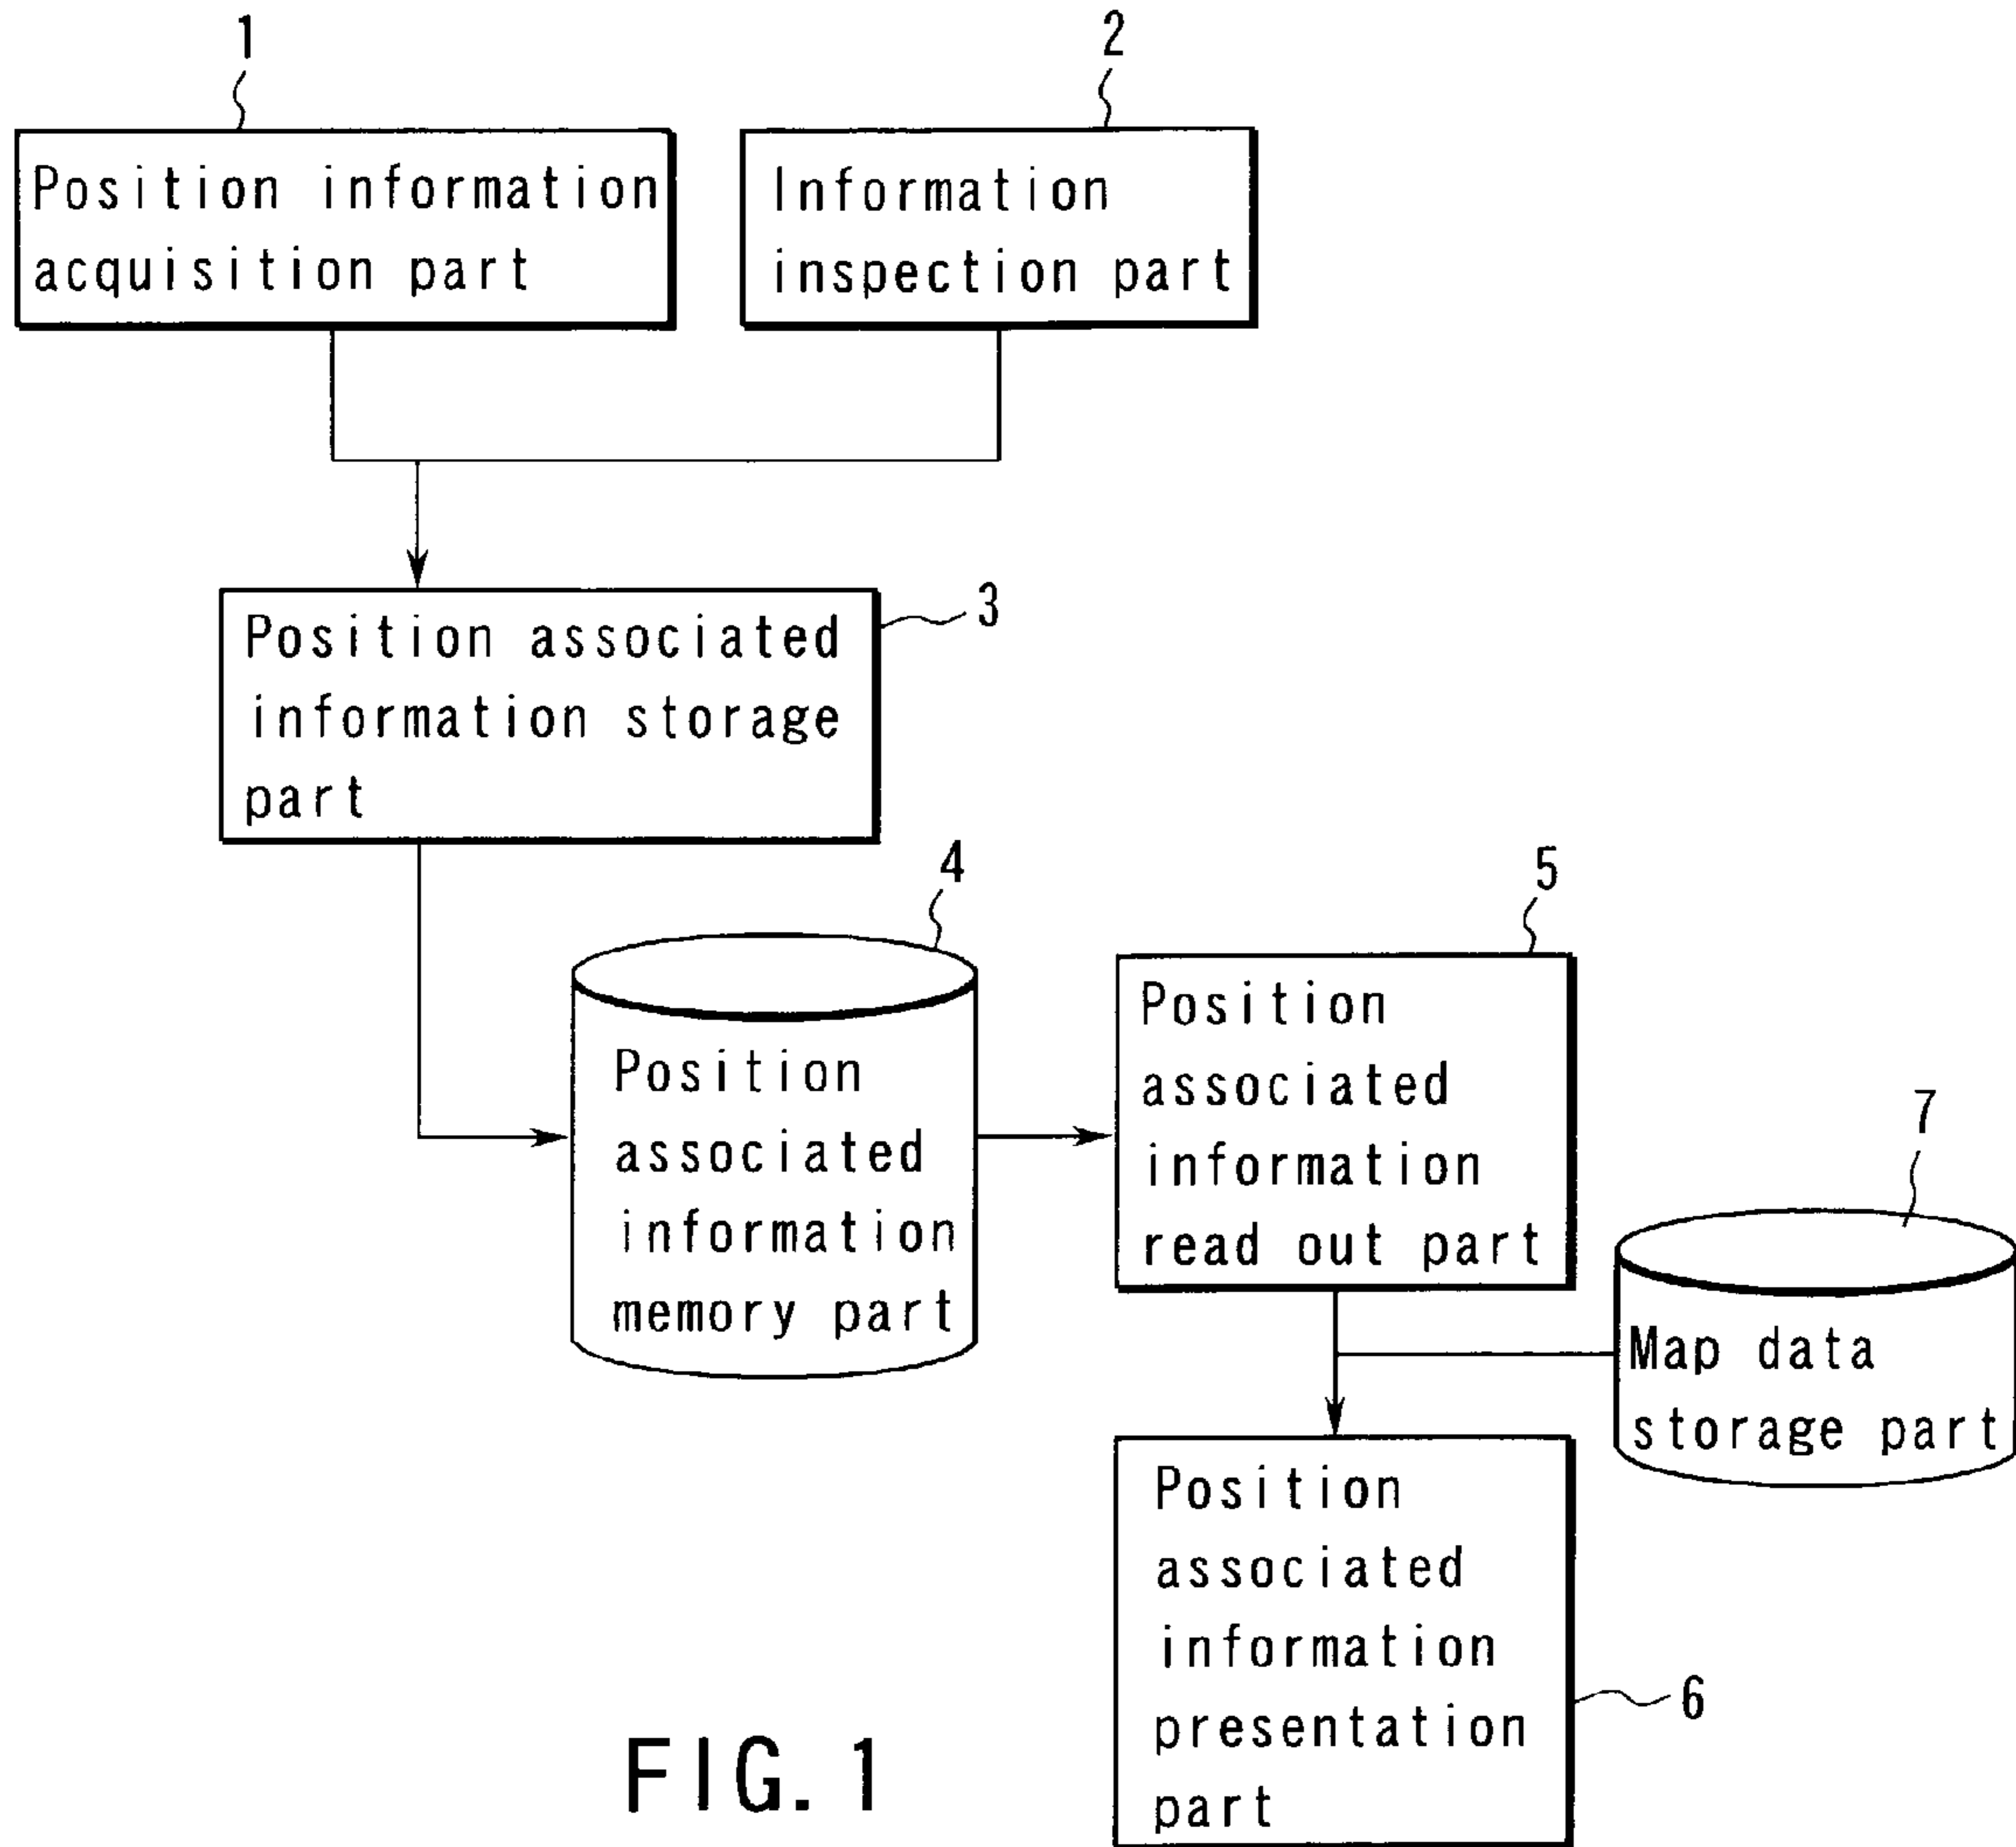 1
Position information
acquisition part
2
Information
inspection part
3
Position associated
information storage
part
4
Position
associated
information
memory part
5
Position
associated
information
read out part
7
Map data
storage part
6
Position
associated
information
presentation
part
FIG. 1